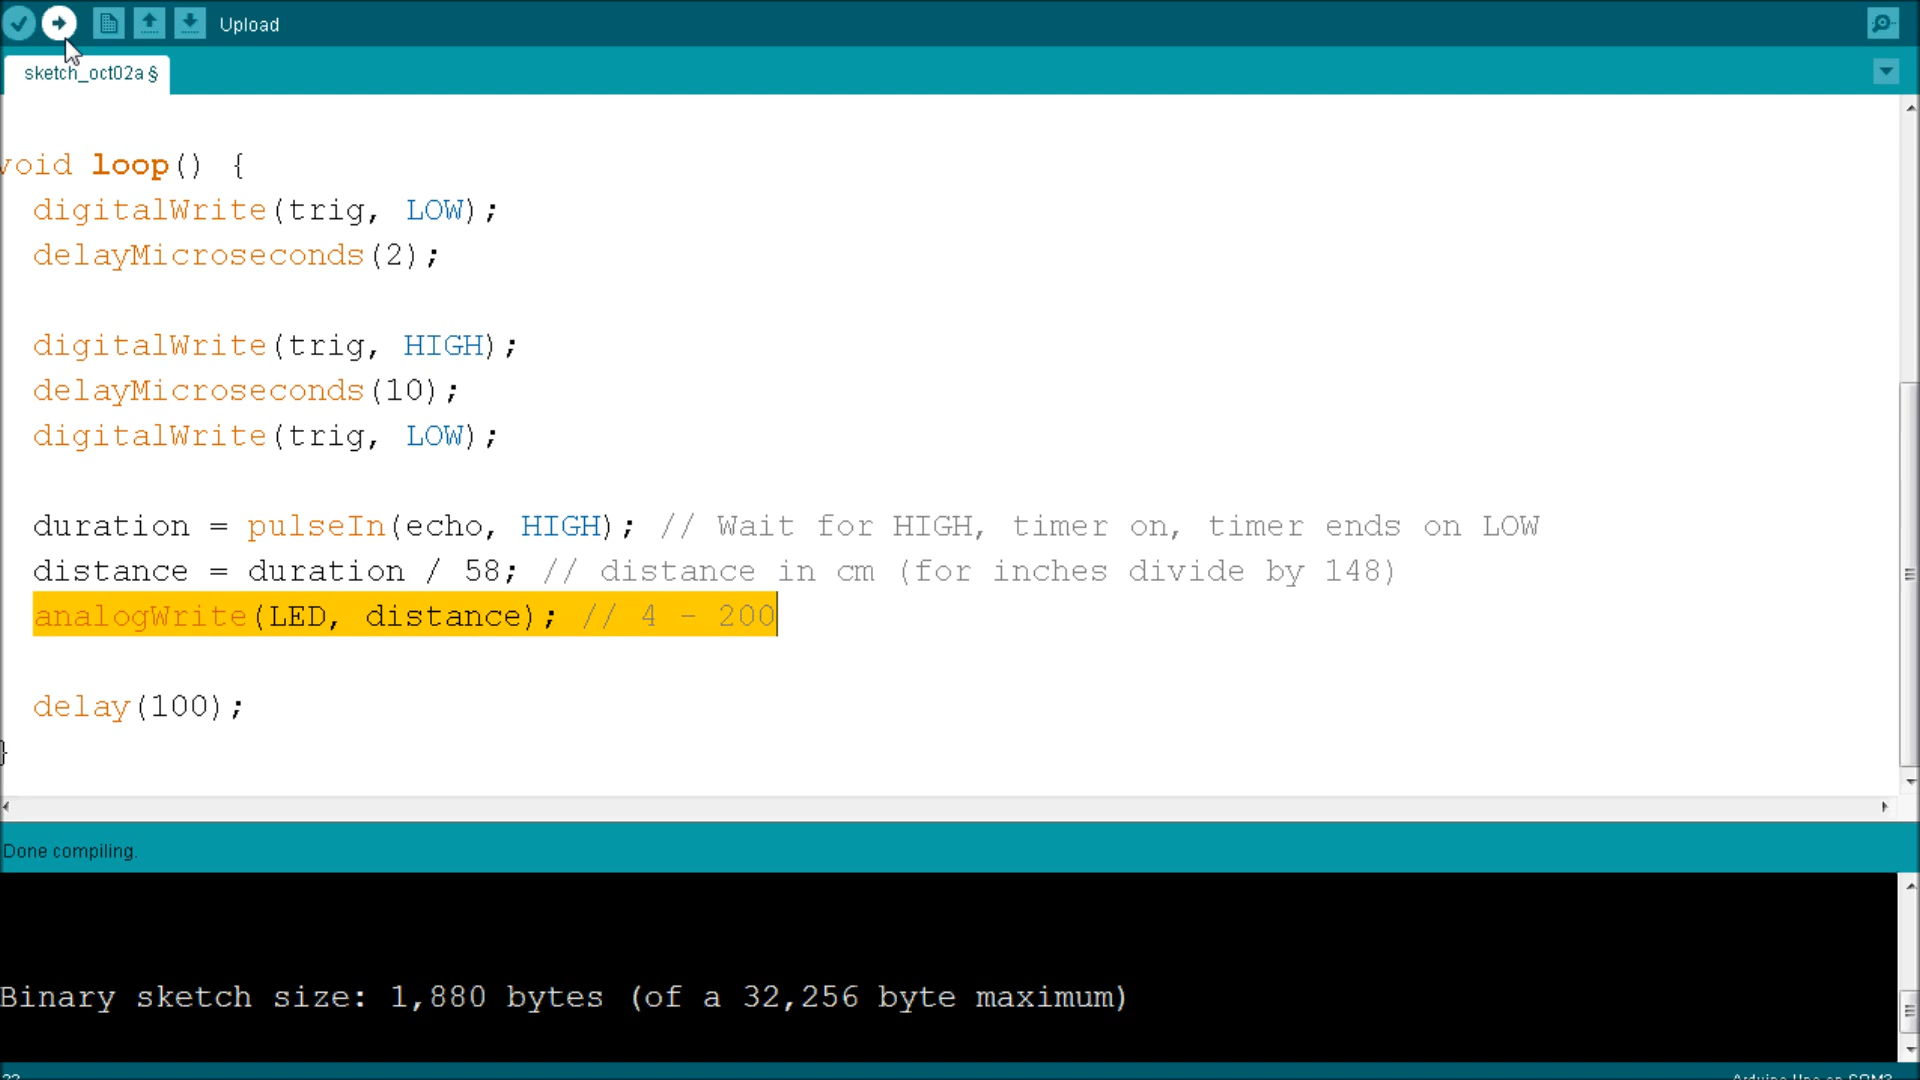 Upload
sketch_oct02a §
void loop() {
digitalWrite(trig, LOW);
delayMicroseconds(2);
digitalWrite(trig, HIGH);
delayMicroseconds(10);
digitalWrite(trig, LOW);
duration = pulseIn(echo, HIGH); // Wait for HIGH, timer on, timer ends on LOW
distance = duration / 58; // distance in cm (for inches divide by 148)
analogWrite(LED, distance); // 4 - 200
delay(100);
}
Done compiling.
Binary sketch size: 1,880 bytes (of a 32,256 byte maximum)